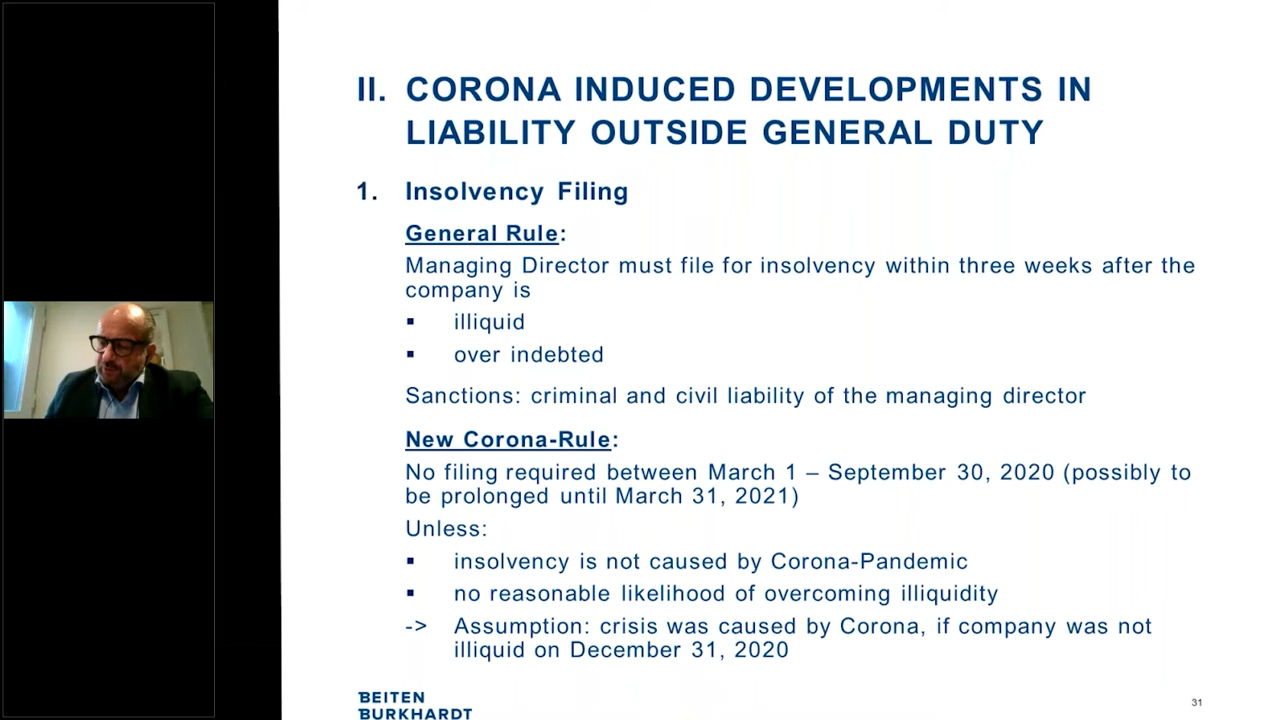 II. CORONA INDUCED DEVELOPMENTS IN
LIABILITY OUTSIDE GENERAL DUTY
1. Insolvency Filing
General Rule:
Managing Director must file for insolvency within three weeks after the
company is
▪ illiquid
▪ over indebted
Sanctions: criminal and civil liability of the managing director
New Corona-Rule:
No filing required between March 1 – September 30, 2020 (possibly to
be prolonged until March 31, 2021)
Unless:
▪ insolvency is not caused by Corona-Pandemic
▪ no reasonable likelihood of overcoming illiquidity
-> Assumption: crisis was caused by Corona, if company was not
illiquid on December 31, 2020
BEITEN
BURKHARDT
31